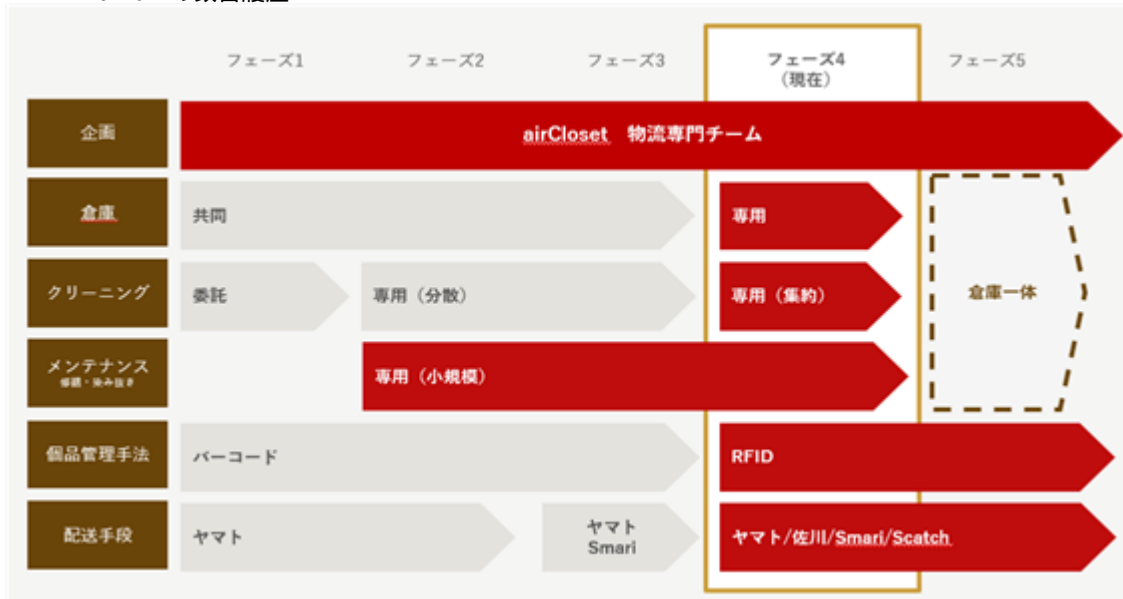 フェーズ1 フェーズ2 フェーズ3 フェーズ4 フェーズ5
（現在）
企画 airCloset 物流専門チーム
倉庫 共同 専用
クリーニング 委託 専用（分散） 専用（集約） 倉庫一体
メンテナンス 専用（小規模）
個品管理手法 バーコード RFID
配送手段 ヤマト ヤマト ヤマト/佐川/Smari/Scatch
Smari